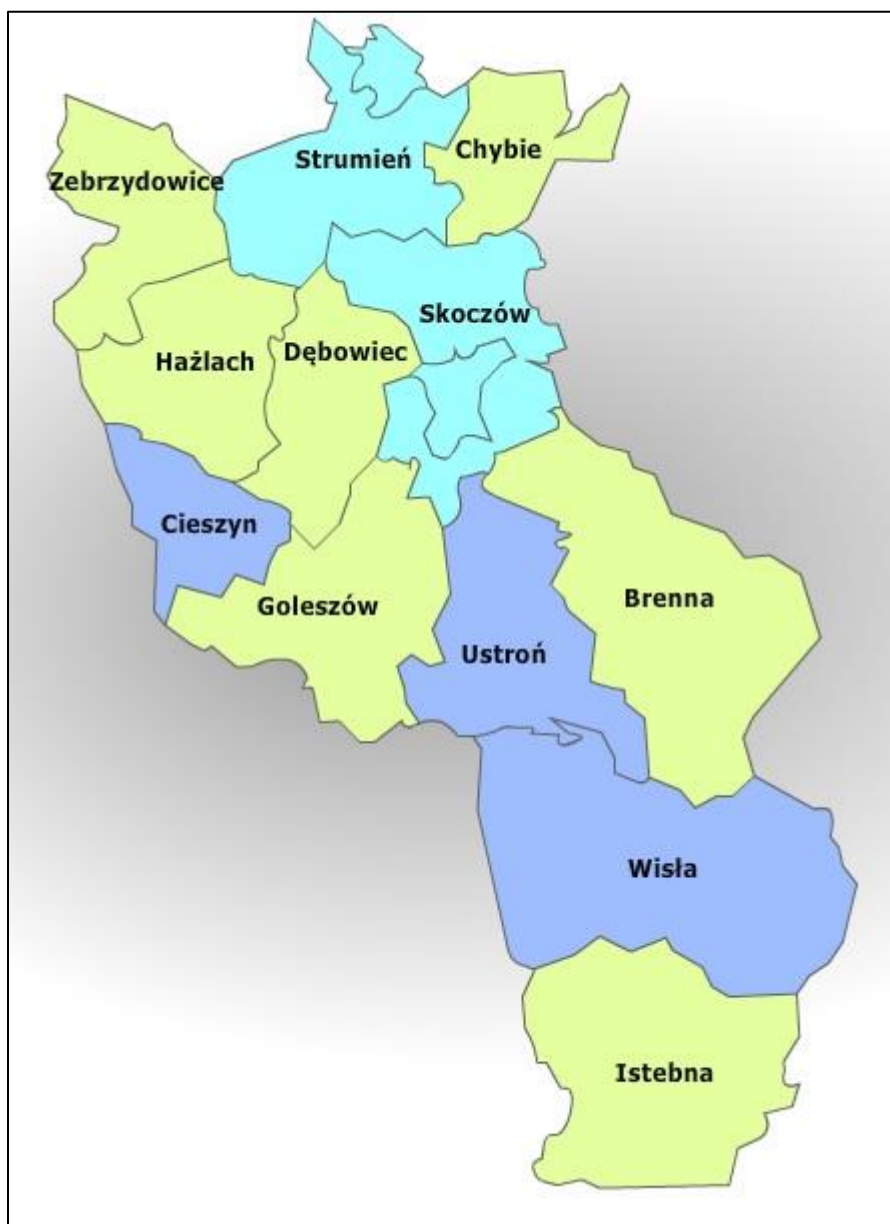 Chybie
Strumień
Zebrzydowice
Skoczów
Dębowiec
Hażlach
Cieszyn
Brenna
Goleszów
Ustroń
Wisła
Istebna